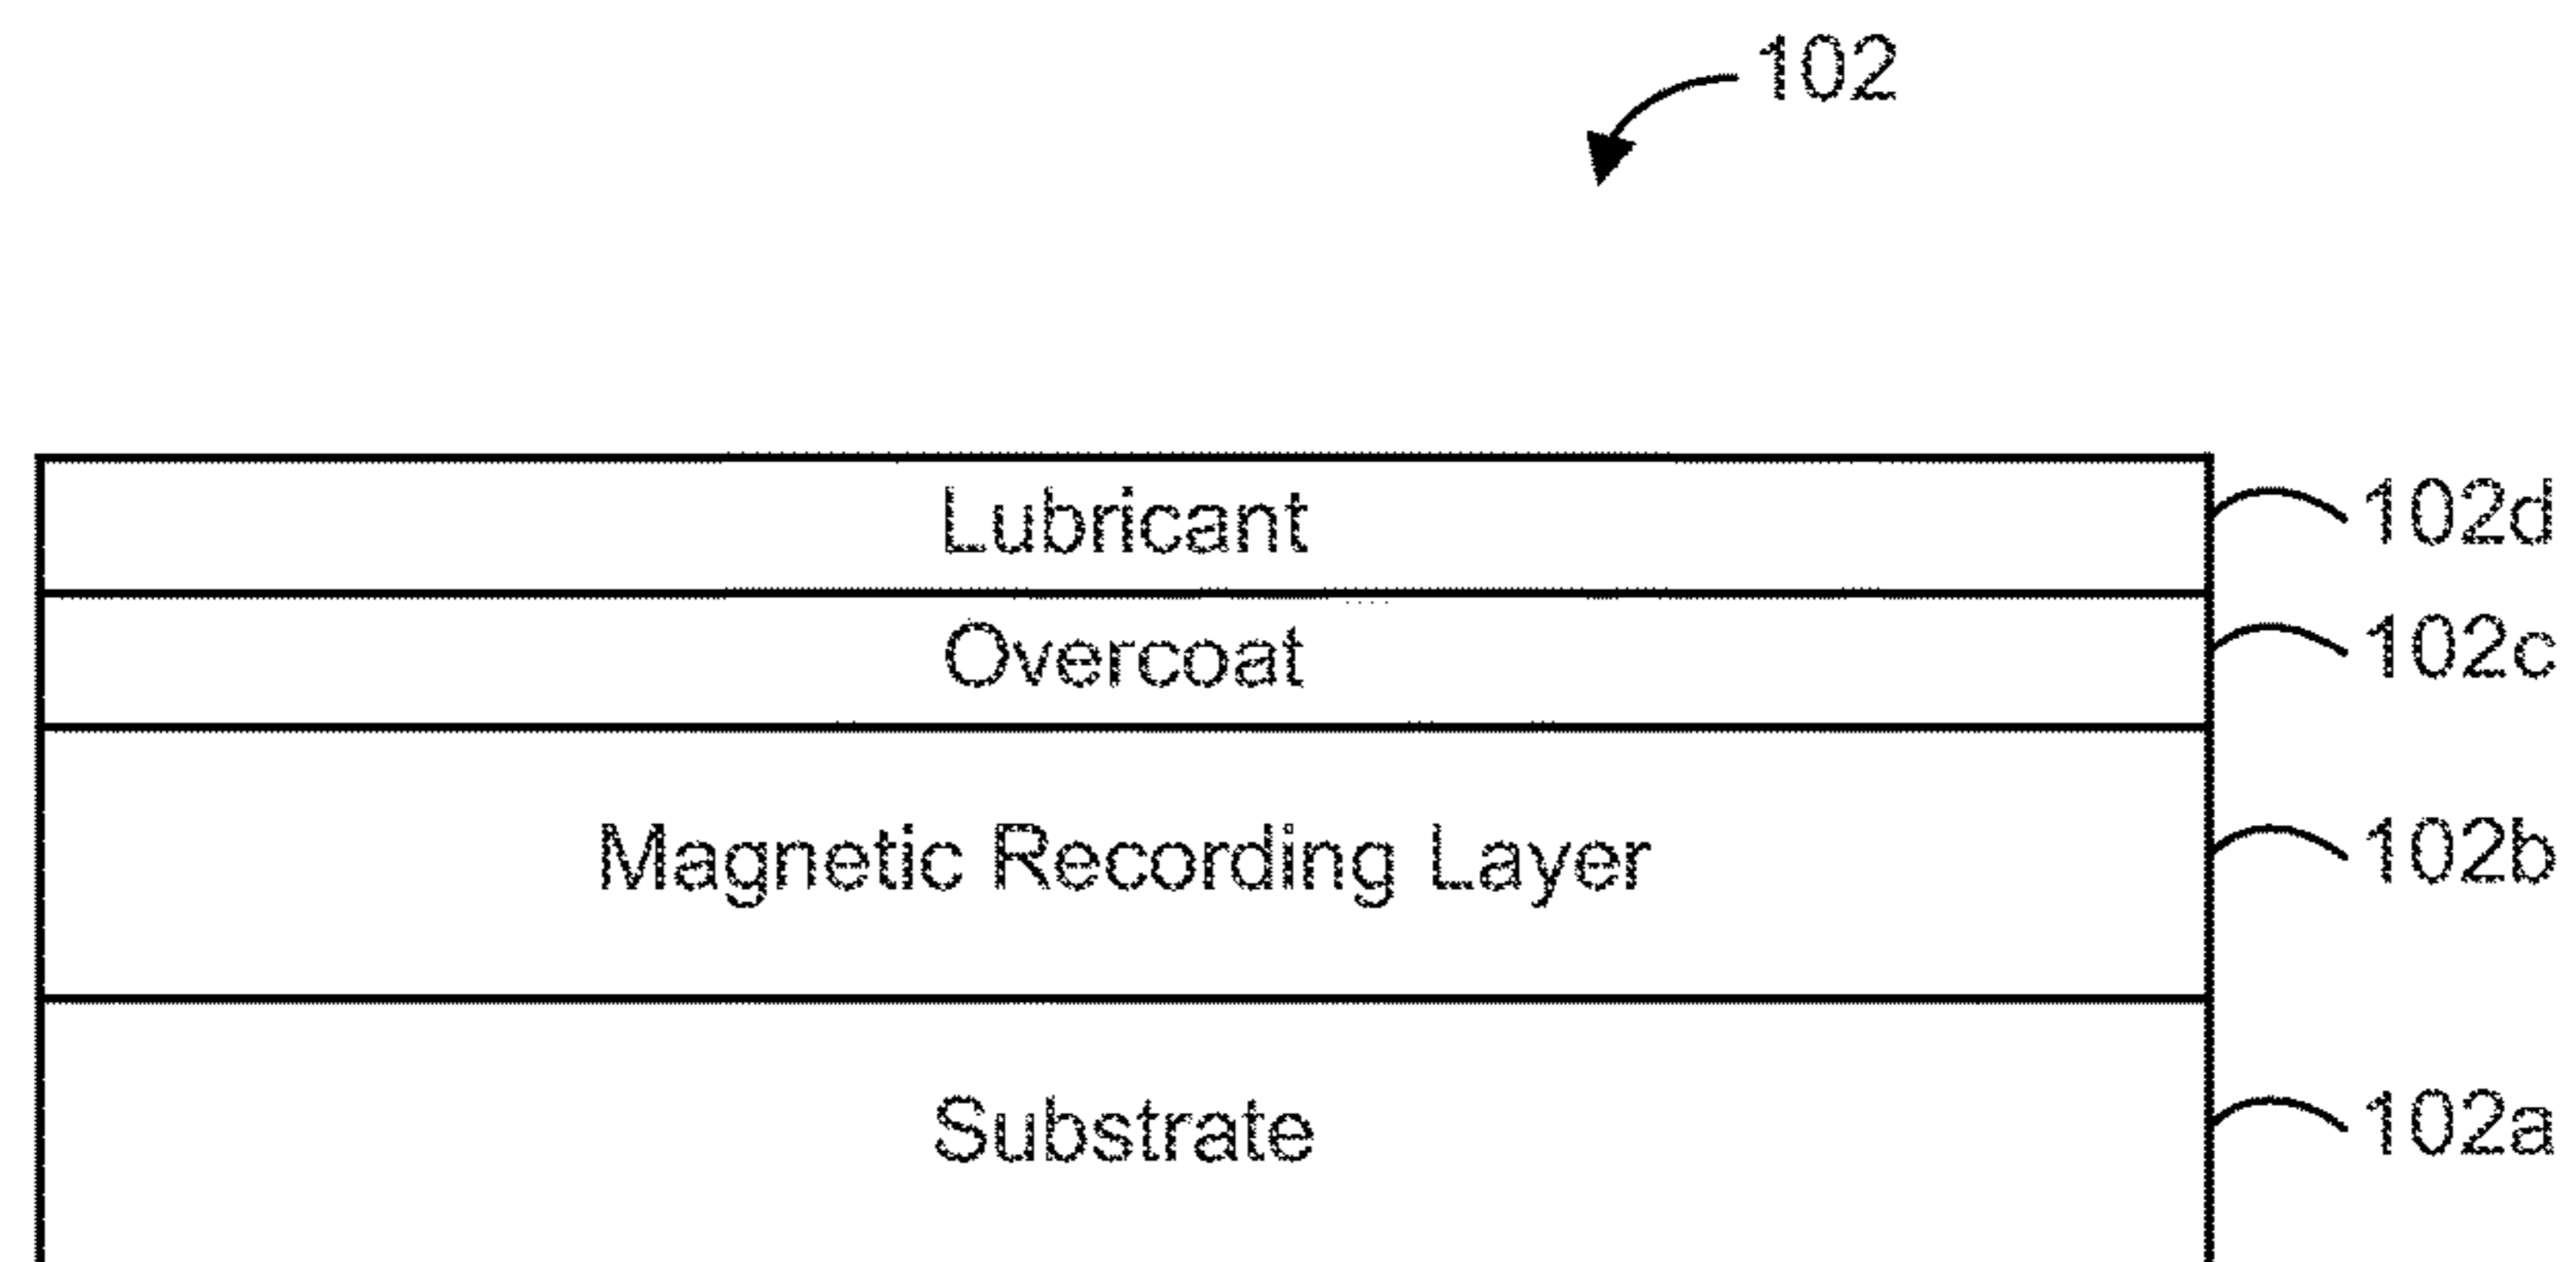 102
Lubricant 102d
Overcoat 102c
Magnetic Recording Layer 102b
Substrate 102a